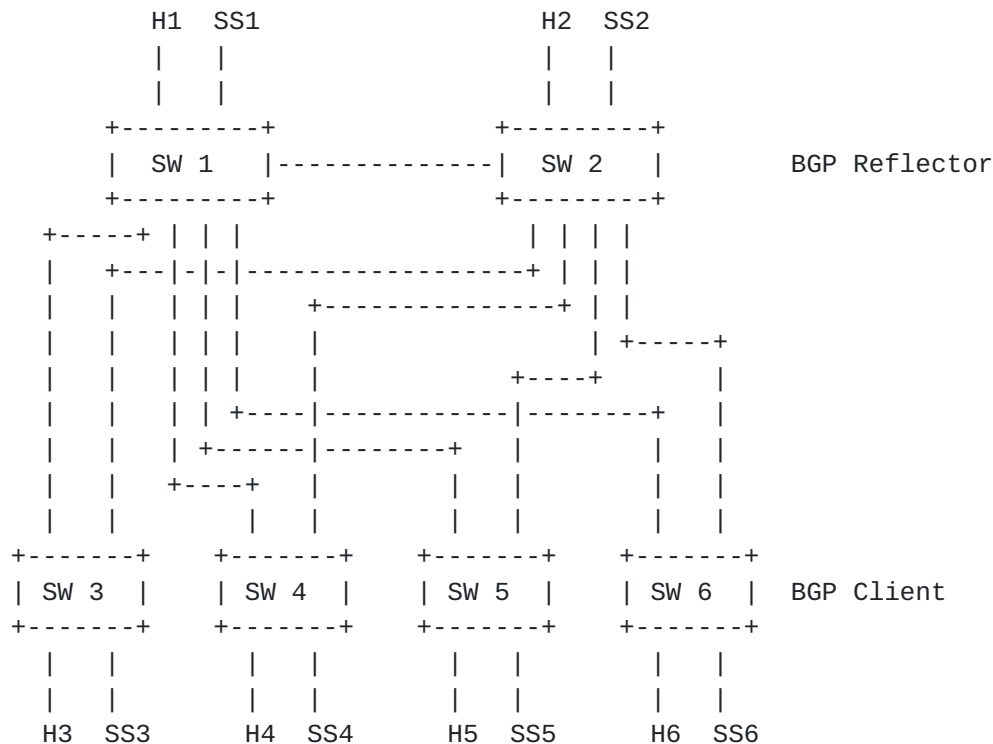 H1 SS1 H2 SS2
SW 1 SW 2 BGP Reflector
SW 3 SW 4 SW 5 SW 6 BGP Client
H3 SS3 H4 SS4 H5 SS5 H6 SS6